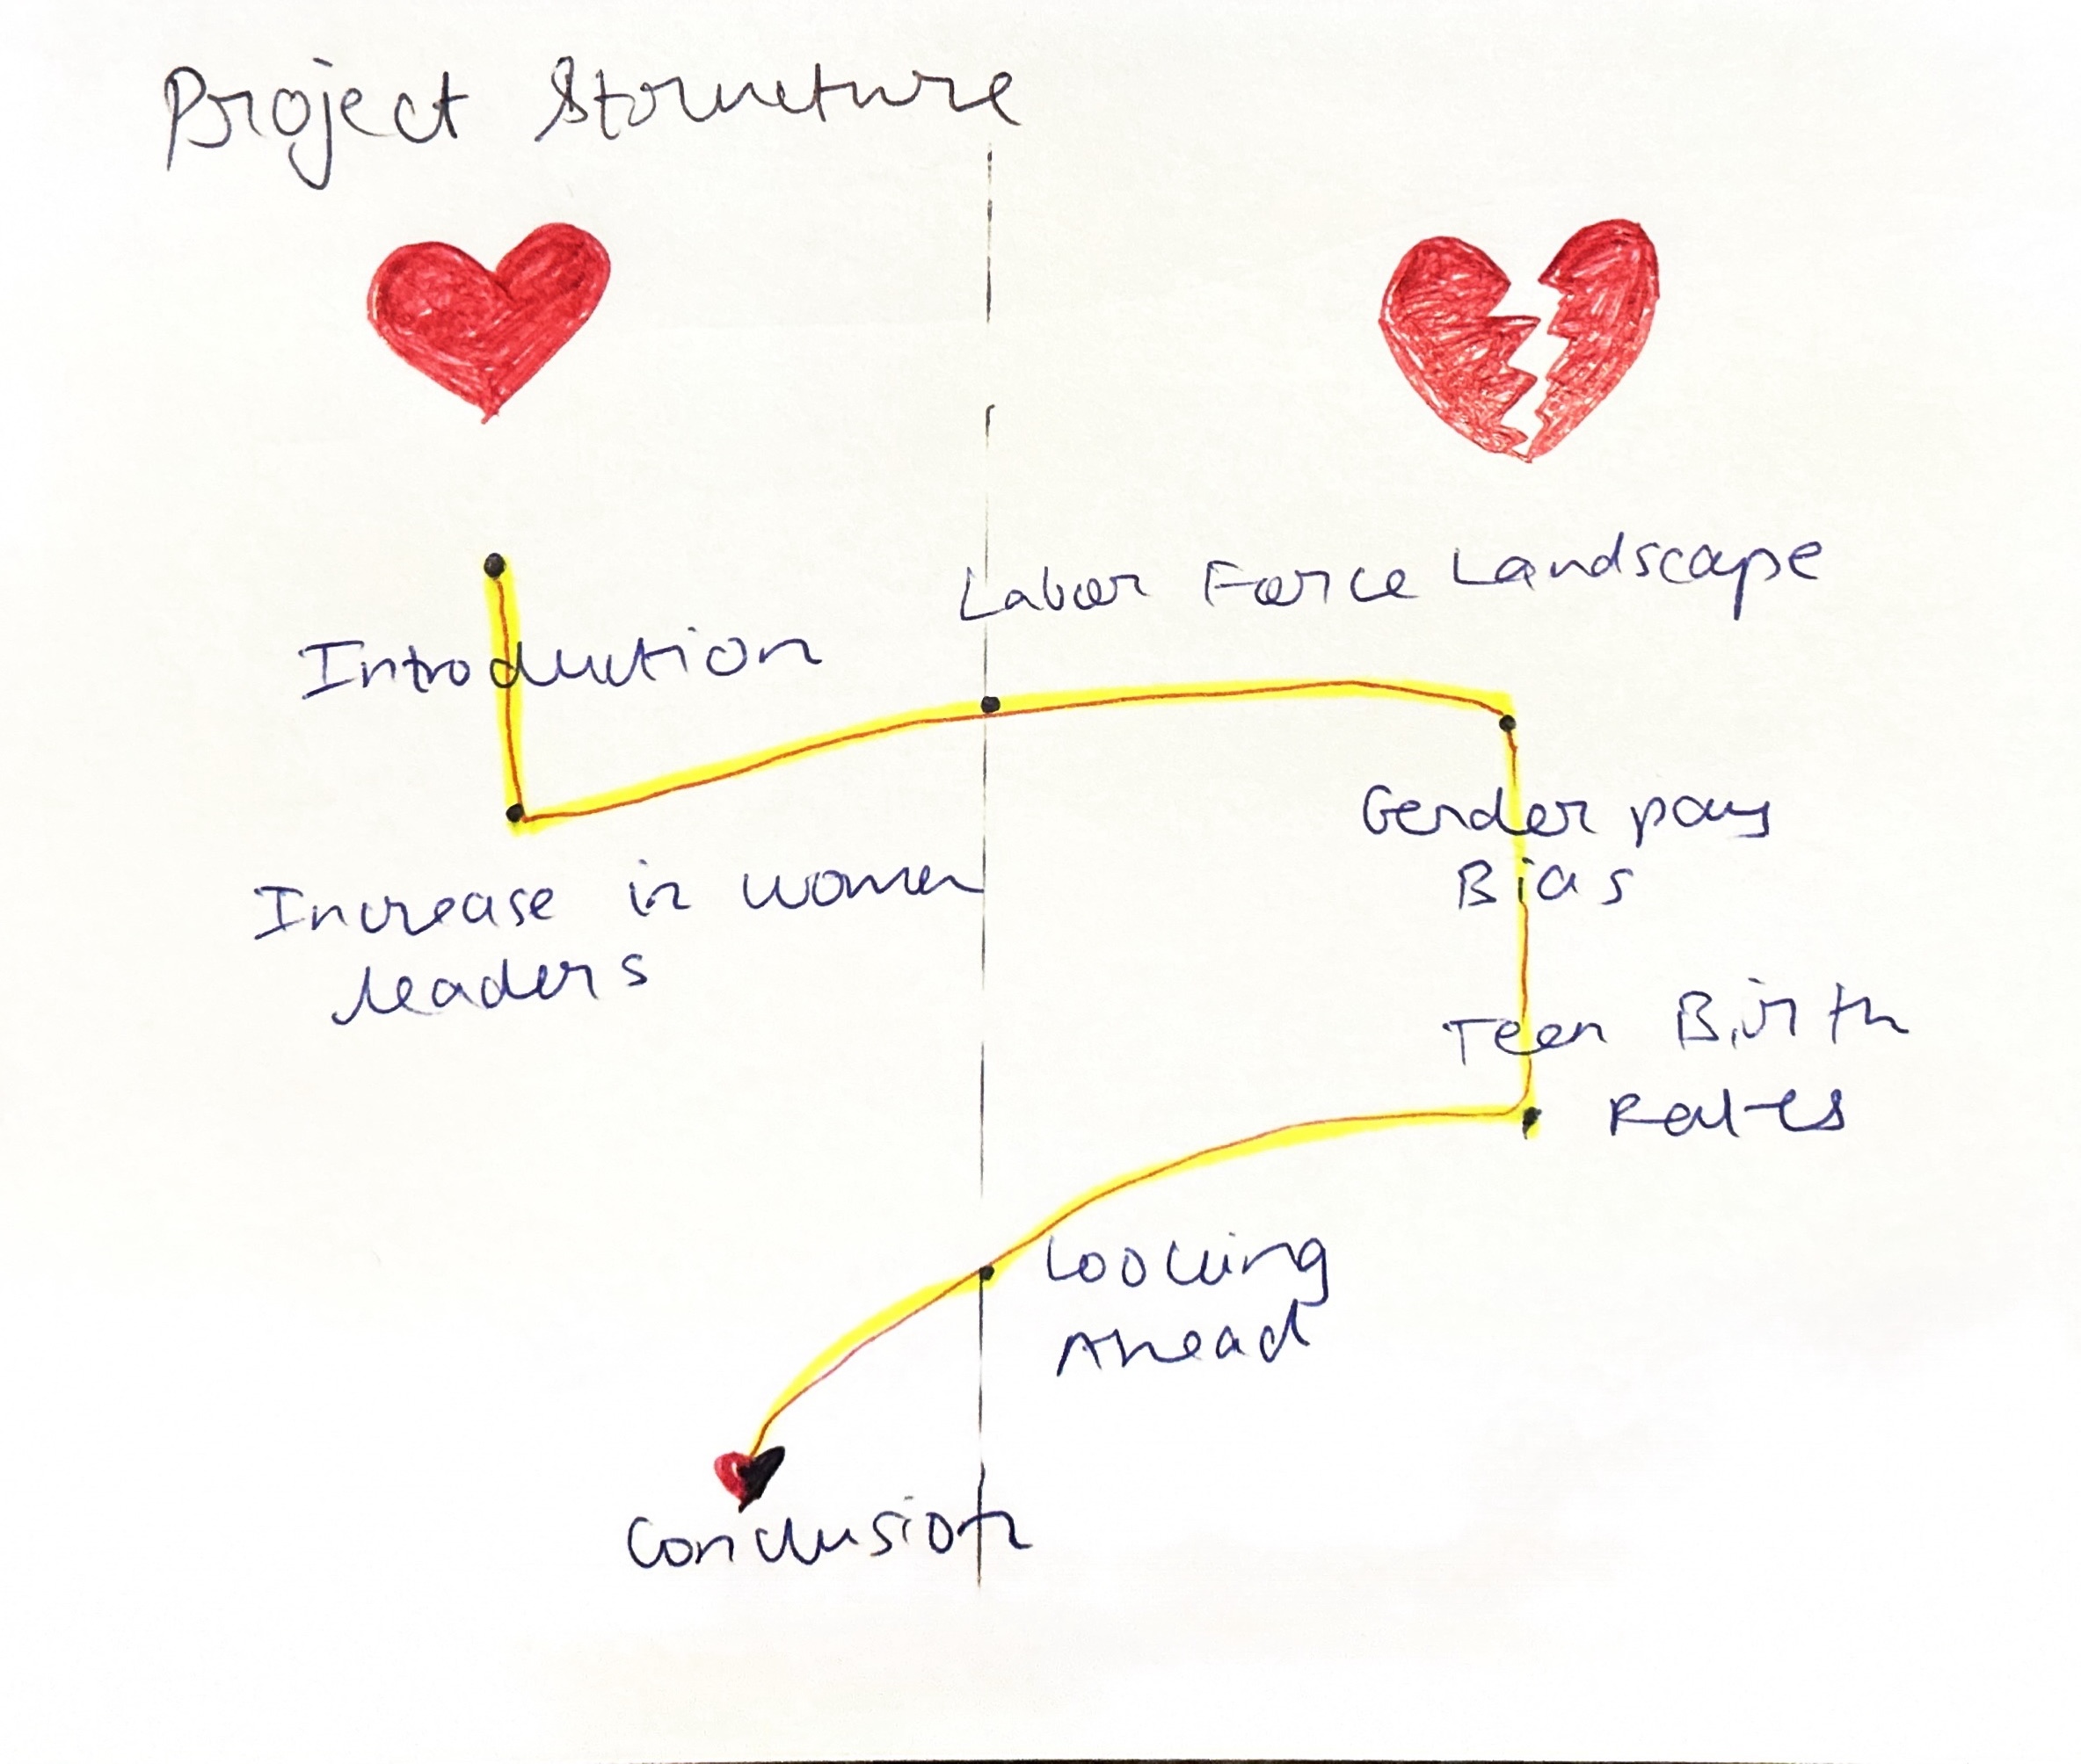 Project Structure
Labor Force Landscape
Introduction
Gender pay
Bias
Increase in women
leaders
Teen Birth
Rates
Looking
Ahead
Conclusion